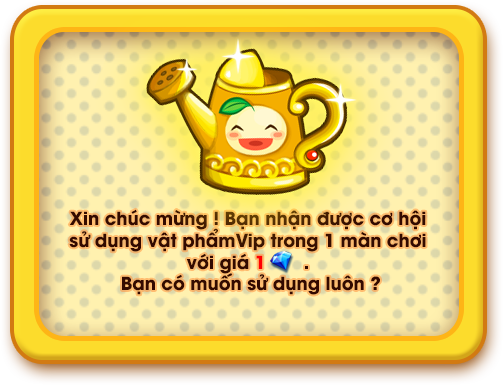 Xin chúc mừng ! Bạn nhận được cơ hội
sử dụng vật phẩmVip trong 1 màn chơi
với giá 1 .
Bạn có muốn sử dụng luôn ?